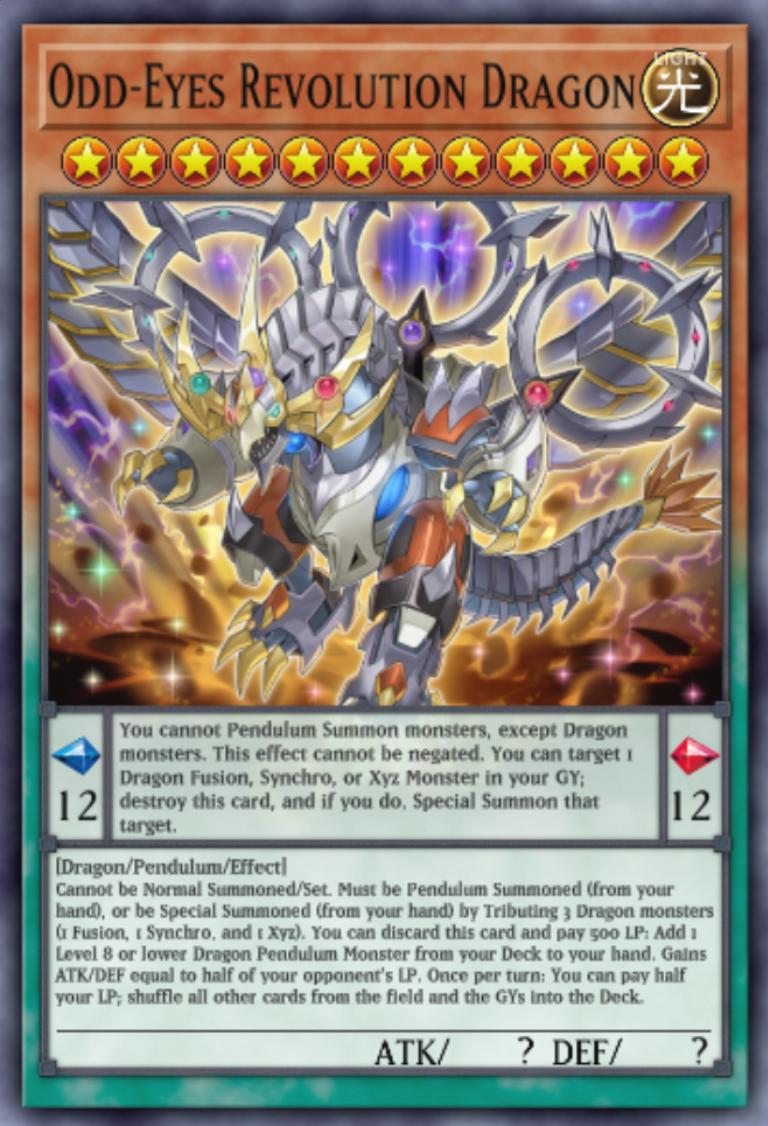 ODD-EYES REVOLUTION DRAGON
LIGHT
光
You cannot Pendulum Summon monsters, except Dragon
monsters. This effect cannot be negated. You can target 1
Dragon Fusion, Synchro, or Xyz Monster in your GY;
destroy this card, and if you do, Special Summon that
target.
12
12
[Dragon/Pendulum/Effect]
Cannot be Normal Summoned/Set. Must be Pendulum Summoned (from your
hand), or be Special Summoned (from your hand) by Tributing 3 Dragon monsters
(1 Fusion, 1 Synchro, and 1 Xyz). You can discard this card and pay 500 LP: Add 1
Level 8 or lower Dragon Pendulum Monster from your Deck to your hand. Gains
ATK/DEF equal to half of your opponent's LP. Once per turn: You can pay half
your LP; shuffle all other cards from the field and the GYs into the Deck.
ATK/ ? DEF/ ?